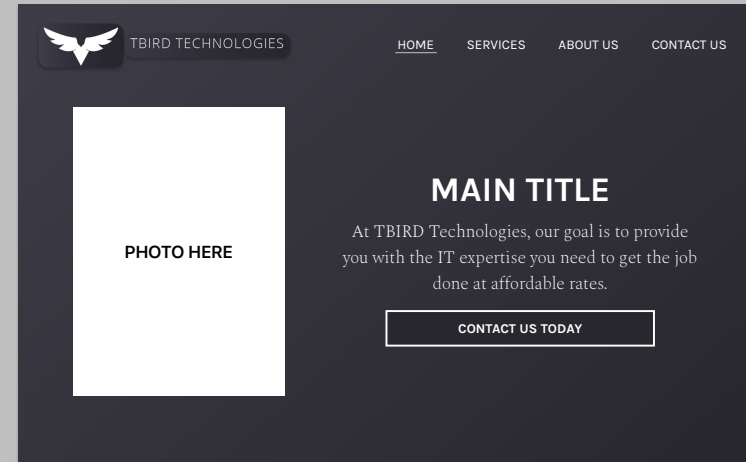 TBIRD TECHNOLOGIES
HOME
SERVICES
ABOUT US
CONTACT US
PHOTO HERE
MAIN TITLE
At TBIRD Technologies, our goal is to provide
you with the IT expertise you need to get the job
done at affordable rates.
CONTACT US TODAY